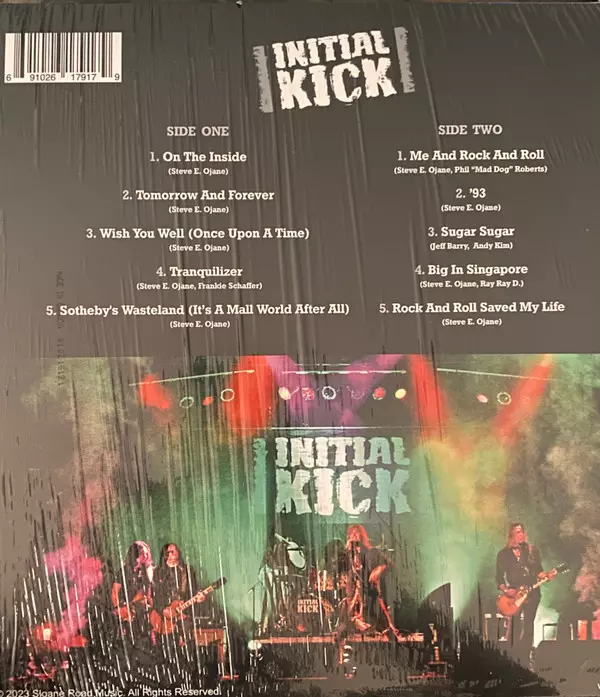 INITIAL
KICK
6 91026 17917 9
SIDE ONE
1. On The Inside
(Steve E. Ojane)
2. Tomorrow And Forever
(Steve E. Ojane)
3. Wish You Well (Once Upon A Time)
(Steve E. Ojane)
4. Tranquilizer
(Steve E. Ojane, Frankie Schaffer)
5. Sotheby's Wasteland (It's A Mall World After All)
(Steve E. Ojane)
SIDE TWO
1. Me And Rock And Roll
(Steve E. Ojane, Phil "Mad Dog" Roberts)
2. '93
(Steve E. Ojane)
3. Sugar Sugar
(Jeff Barry, Andy Kim)
4. Big In Singapore
(Steve E. Ojane, Ray Ray D.)
5. Rock And Roll Saved My Life
(Steve E. Ojane)
INITIAL
KICK
INITIAL
KICK
© 2023 Sloane Road Music. All Rights Reserved.